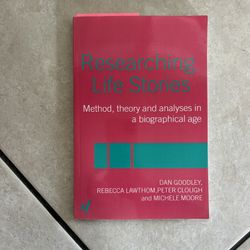 Researching
Life Stories
Method, theory and analyses in
a biographical age
DAN GOODLEY,
REBECCA LAWTHOM, PETER CLOUGH
and MICHELE MOORE